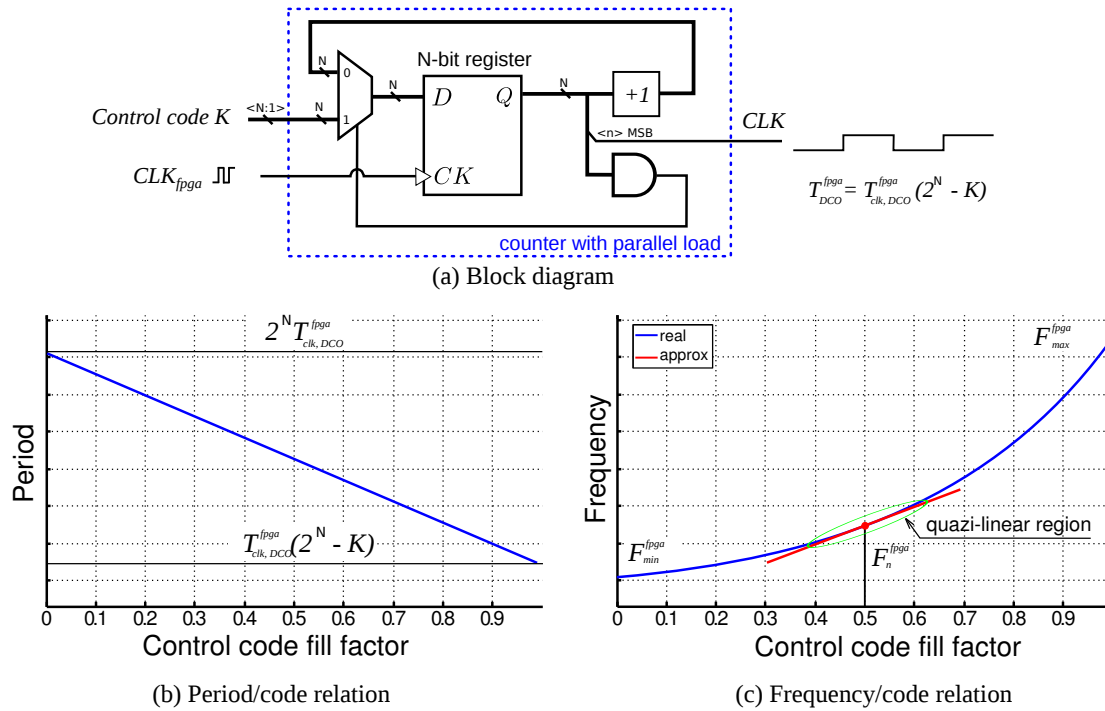 N-bit register
N
0
N
N
+1
D
Q
Control code K
<N:1>
N
1
<n> MSB
CLK
CLK_fpga
CK
T^fpga_DCO = T^fpga_clk,DCO (2^N - K)
counter with parallel load
(a) Block diagram
2^N T^fpga_clk,DCO
T^fpga_clk,DCO (2^N - K)
Period
0 0.1 0.2 0.3 0.4 0.5 0.6 0.7 0.8 0.9
Control code fill factor
(b) Period/code relation
real
approx
F^fpga_max
Frequency
quazi-linear region
F^fpga_min
F^fpga_n
0 0.1 0.2 0.3 0.4 0.5 0.6 0.7 0.8 0.9
Control code fill factor
(c) Frequency/code relation